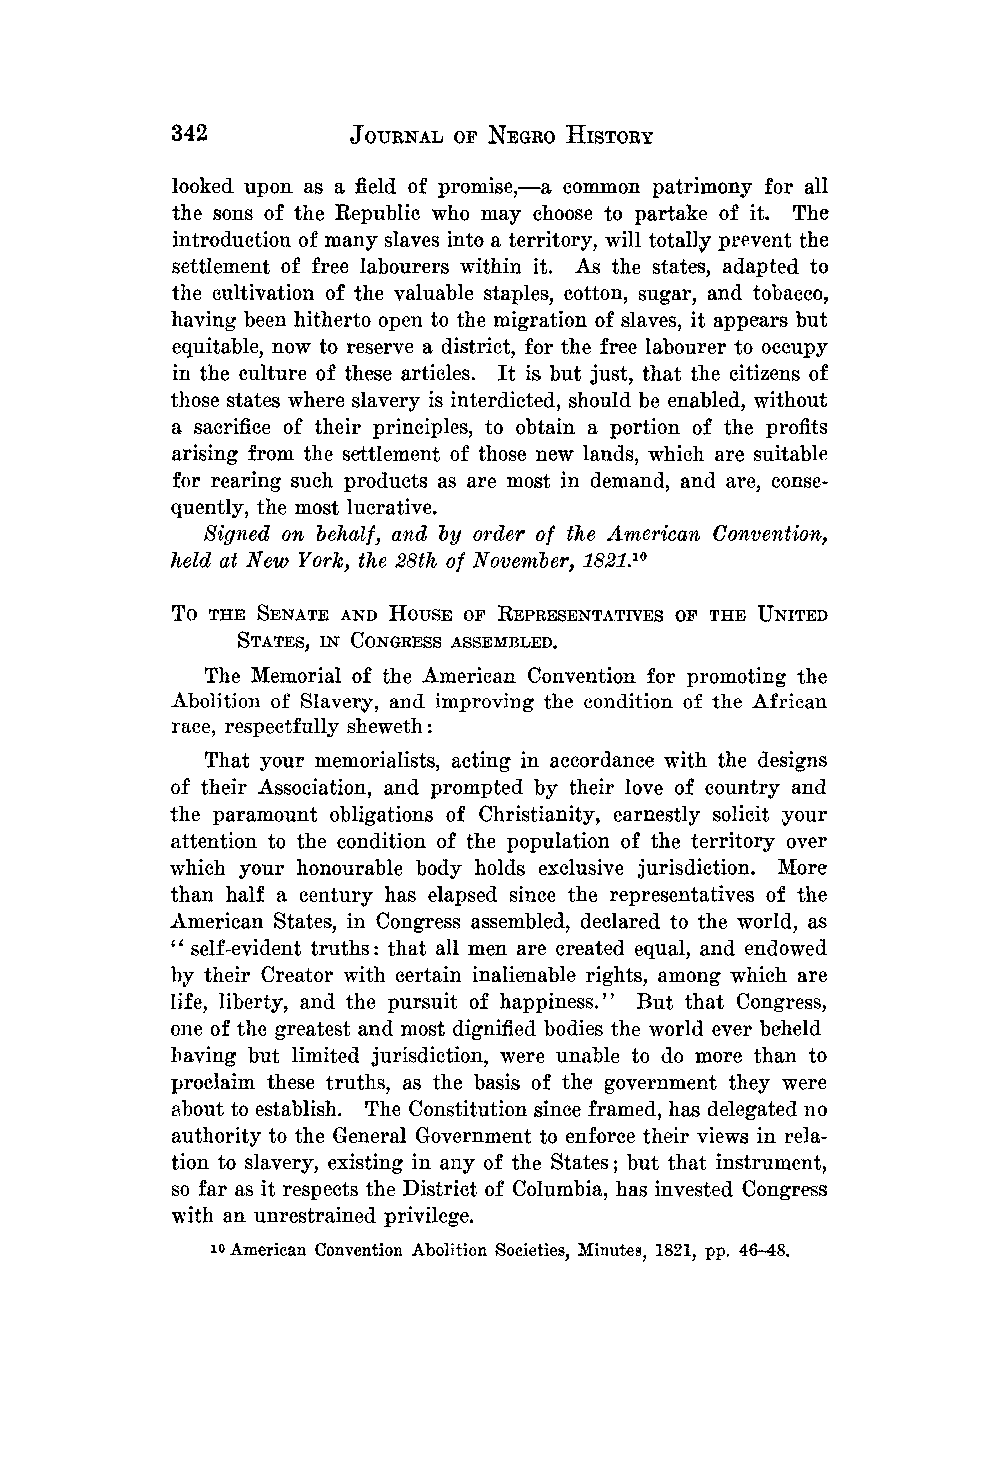 342 JOURNAL OF NEGRO HISTORY
looked upon as a field of promise,—a common patrimony for all
the sons of the Republic who may choose to partake of it. The
introduction of many slaves into a territory, will totally prevent the
settlement of free labourers within it. As the states, adapted to
the cultivation of the valuable staples, cotton, sugar, and tobacco,
having been hitherto open to the migration of slaves, it appears but
equitable, now to reserve a district, for the free labourer to occupy
in the culture of these articles. It is but just, that the citizens of
those states where slavery is interdicted, should be enabled, without
a sacrifice of their principles, to obtain a portion of the profits
arising from the settlement of those new lands, which are suitable
for rearing such products as are most in demand, and are, conse-
quently, the most lucrative.
Signed on behalf, and by order of the American Convention,
held at New York, the 28th of November, 1821.¹⁰
TO THE SENATE AND HOUSE OF REPRESENTATIVES OF THE UNITED
STATES, IN CONGRESS ASSEMBLED.
The Memorial of the American Convention for promoting the
Abolition of Slavery, and improving the condition of the African
race, respectfully sheweth:
That your memorialists, acting in accordance with the designs
of their Association, and prompted by their love of country and
the paramount obligations of Christianity, earnestly solicit your
attention to the condition of the population of the territory over
which your honourable body holds exclusive jurisdiction. More
than half a century has elapsed since the representatives of the
American States, in Congress assembled, declared to the world, as
“ self-evident truths: that all men are created equal, and endowed
by their Creator with certain inalienable rights, among which are
life, liberty, and the pursuit of happiness.’’ But that Congress,
one of the greatest and most dignified bodies the world ever beheld
having but limited jurisdiction, were unable to do more than to
proclaim these truths, as the basis of the government they were
about to establish. The Constitution since framed, has delegated no
authority to the General Government to enforce their views in rela-
tion to slavery, existing in any of the States; but that instrument,
so far as it respects the District of Columbia, has invested Congress
with an unrestrained privilege.
¹⁰ American Convention Abolition Societies, Minutes, 1821, pp. 46–48.